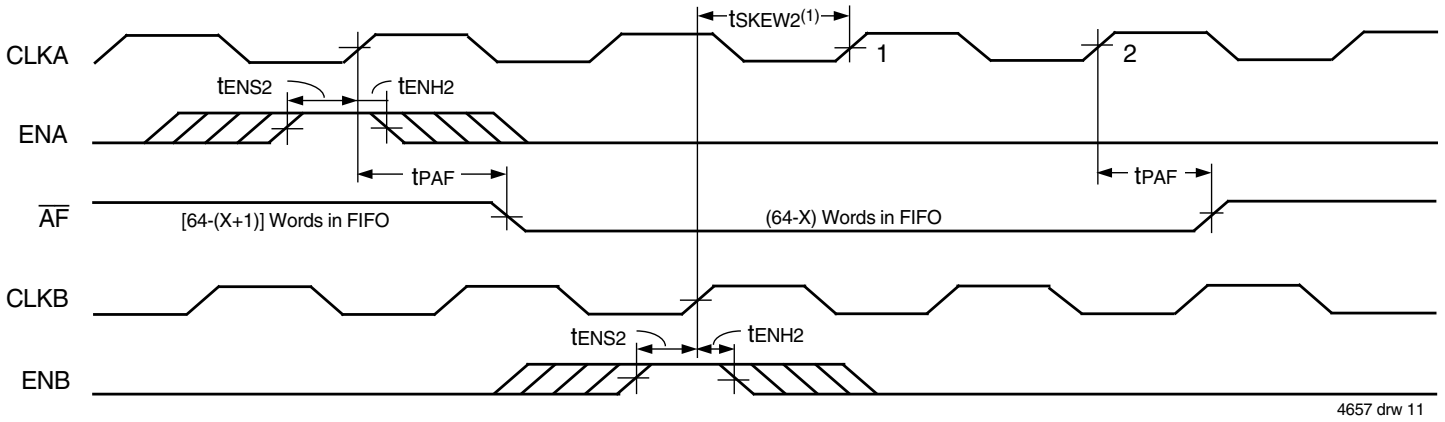 tSKEW2(1)
CLKA
1
2
tENS2
tENH2
ENA
tPAF
tPAF
AF
[64-(X+1)] Words in FIFO
(64-X) Words in FIFO
CLKB
tENS2
tENH2
ENB
4657 drw 11